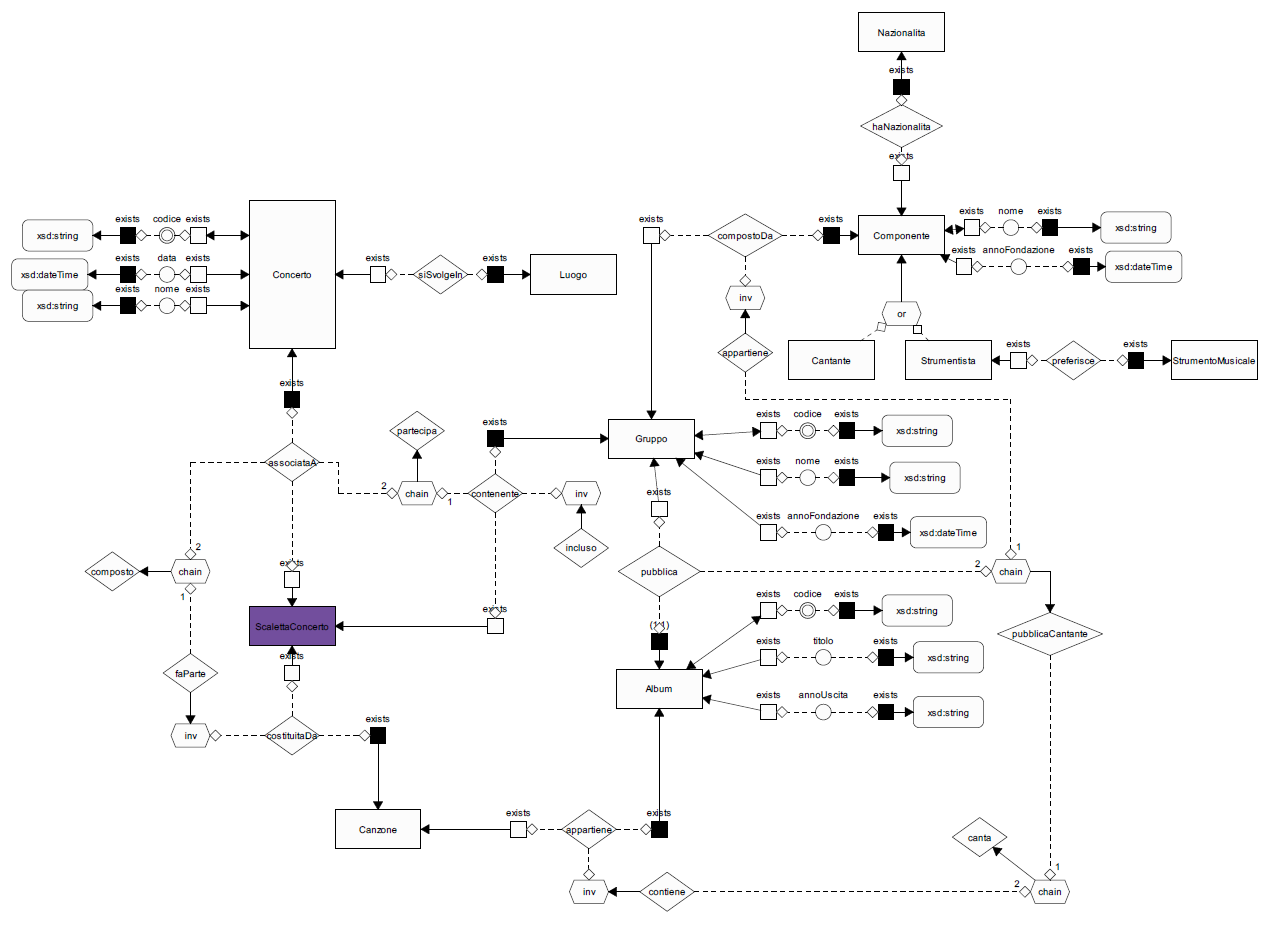 Nazionalita
exists
haNazionalita
exists
exists
codice
exists
xsd:string
exists
data
exists
xsd:dateTime
exists
nome
exists
xsd:string
Concerto
exists
siSvolgeIn
exists
Luogo
exists
compostoDa
exists
Componente
exists
nome
exists
xsd:string
exists
annoFondazione
exists
xsd:dateTime
inv
or
appartiene
Cantante
Strumentista
exists
preferisce
exists
StrumentoMusicale
exists
partecipa
exists
Gruppo
exists
codice
exists
xsd:string
associataA
exists
nome
exists
xsd:string
2
chain
1
contenente
inv
exists
exists
annoFondazione
exists
xsd:dateTime
incluso
2
composto
chain
1
exists
pubblica
2
chain
1
exists
codice
exists
xsd:string
ScalettaConcerto
exists
(1,1)
pubblicaCantante
exists
titolo
exists
xsd:string
exists
faParte
Album
exists
annoUscita
exists
xsd:string
inv
costituitaDa
exists
Canzone
exists
appartiene
exists
canta
1
inv
contiene
2
chain